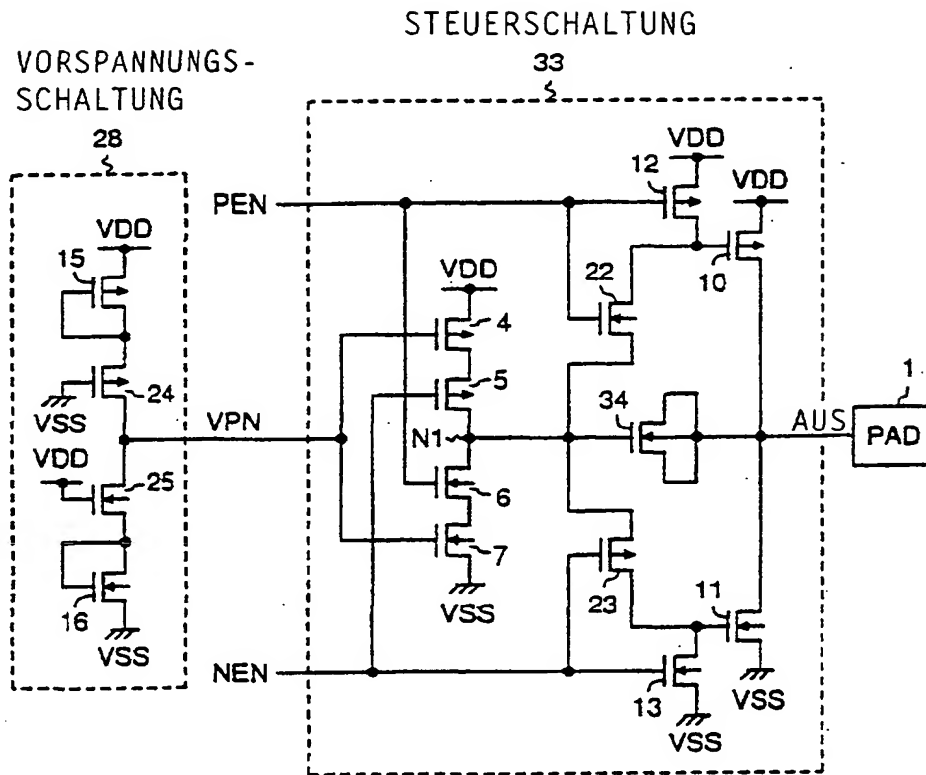 STEUERSCHALTUNG
33
VORSPANNUNGS-
SCHALTUNG
28
VDD
12
VDD
PEN
VDD
15
10
22
VDD
4
24
VSS
5
34
1
VPN
N1
AUS
PAD
VDD
25
6
7
23
11
16
VSS
VSS
NEN
13
VSS
VSS